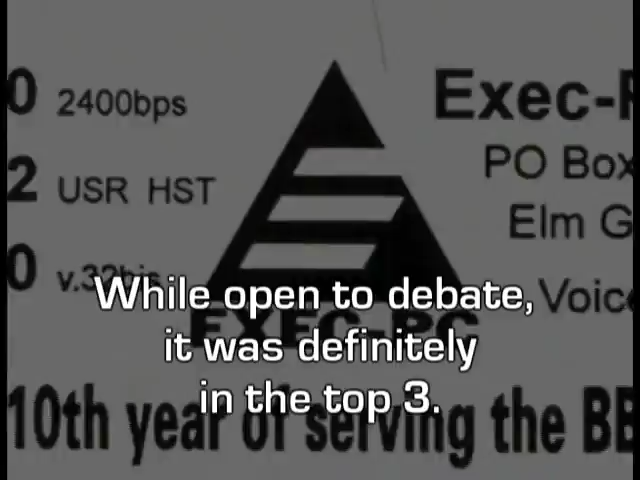 0 2400bps
Exec-P
2 USR HST
PO Box
Elm G
0 v.32bis
Voice
EXEC-PC
While open to debate,
it was definitely
in the top 3.
10th year of serving the BB